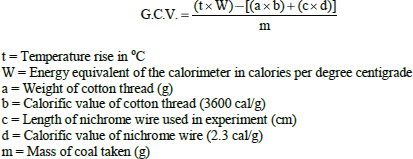 G.C.V. = (t × W) – [(a × b) + (c × d)] / m
t = Temperature rise in °C
W = Energy equivalent of the calorimeter in calories per degree centigrade
a = Weight of cotton thread (g)
b = Calorific value of cotton thread (3600 cal/g)
c = Length of nichrome wire used in experiment (cm)
d = Calorific value of nichrome wire (2.3 cal/g)
m = Mass of coal taken (g)